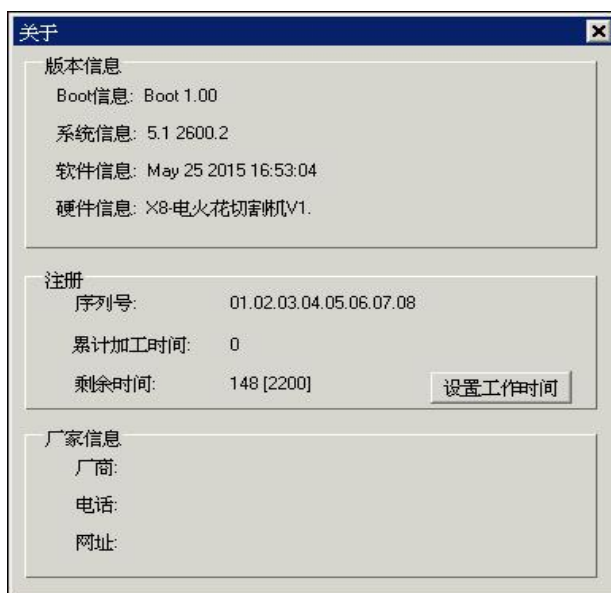 关于
版本信息
Boot信息: Boot 1.00
系统信息: 5.1 2600.2
软件信息: May 25 2015 16:53:04
硬件信息: X8-电火花切割机V1.
注册
序列号: 01.02.03.04.05.06.07.08
累计加工时间: 0
剩余时间: 148 [2200]
设置工作时间
厂家信息
厂商:
电话:
网址: